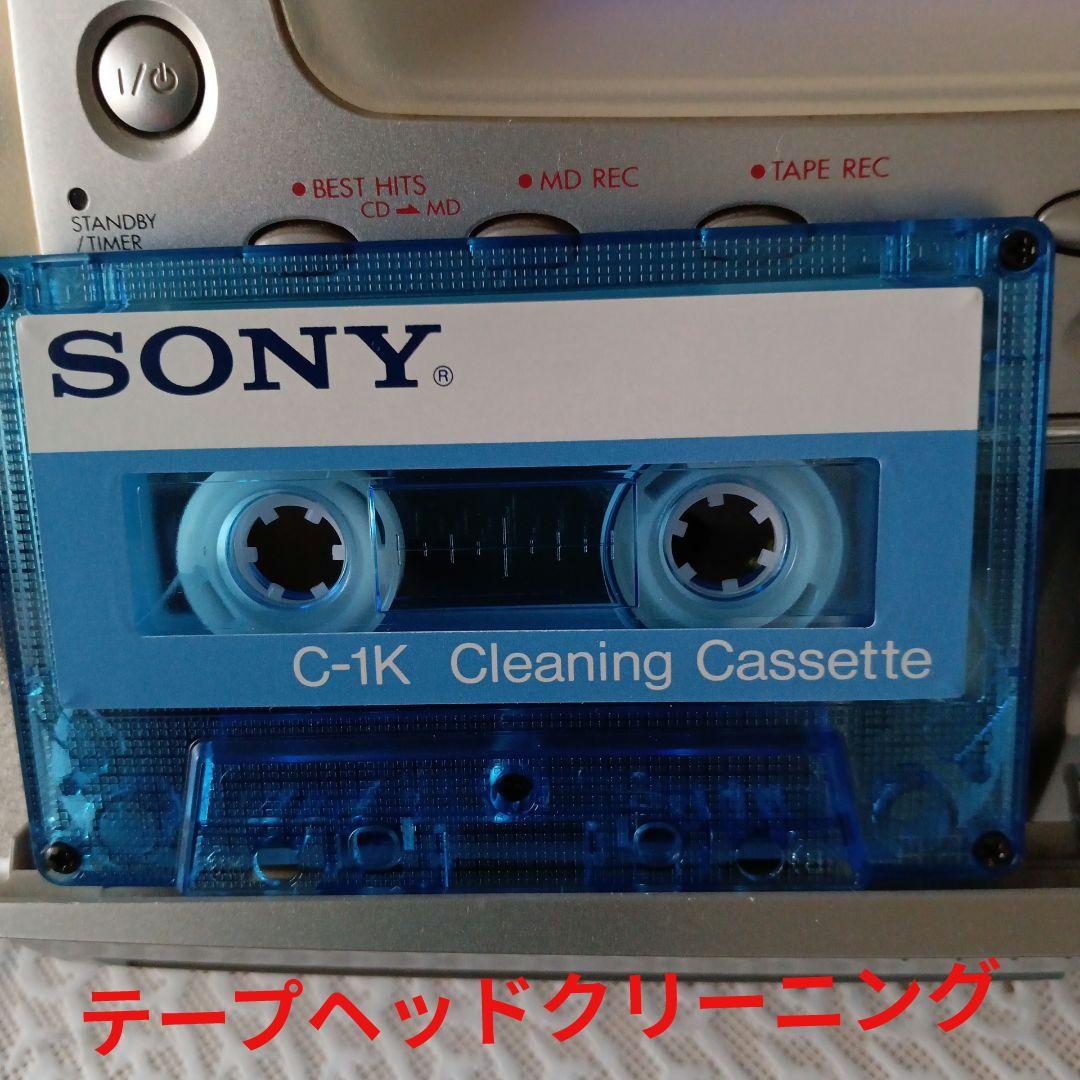 I/⏻
STANDBY
/TIMER
●BEST HITS
CD➡MD
●MD REC
●TAPE REC
SONY®
C-1K Cleaning Cassette
テープヘッドクリーニング